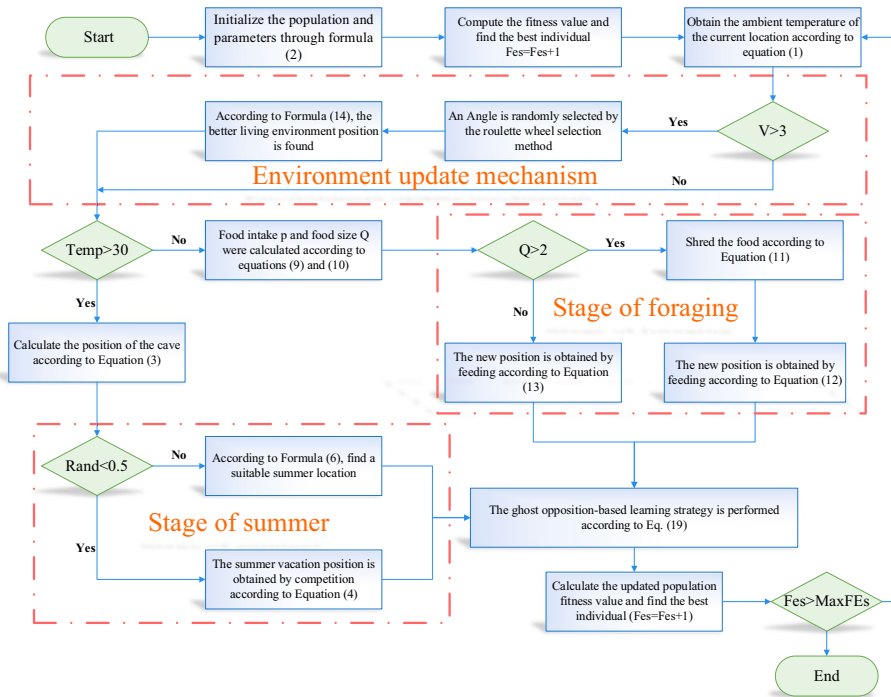 Start
Initialize the population and
parameters through formula
(2)
Compute the fitness value and
find the best individual
Fes=Fes+1
Obtain the ambient temperature of
the current location according to
equation (1)
V>3
Yes
An Angle is randomly selected by
the roulette wheel selection
method
According to Formula (14), the
better living environment position
is found
Environment update mechanism
No
Temp>30
No
Food intake p and food size Q
were calculated according to
equations (9) and (10)
Q>2
Yes
Shred the food according to
Equation (11)
Stage of foraging
No
Yes
The new position is obtained by
feeding according to Equation
(13)
The new position is obtained by
feeding according to Equation (12)
Calculate the position of the cave
according to Equation (3)
Rand<0.5
No
According to Formula (6), find a
suitable summer location
Stage of summer
Yes
The summer vacation position is
obtained by competition
according to Equation (4)
The ghost opposition-based learning strategy is performed
according to Eq. (19)
Calculate the updated population
fitness value and find the best
individual (Fes=Fes+1)
Fes>MaxFEs
End